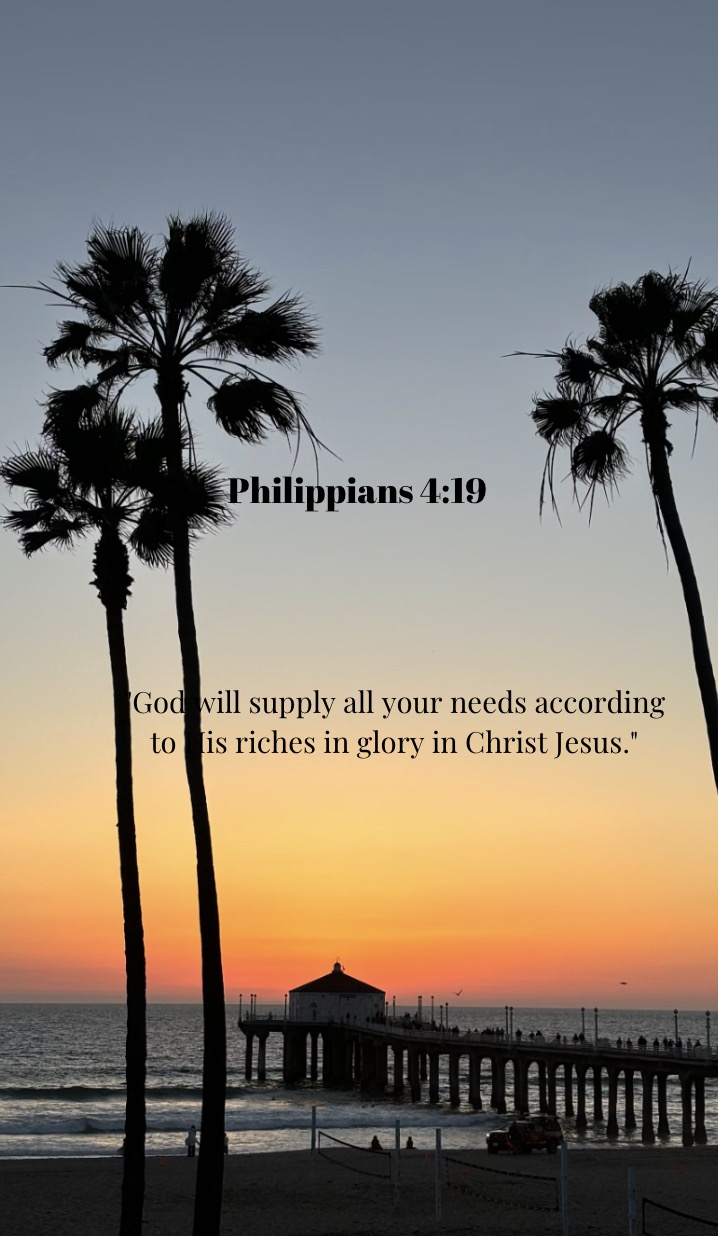 Philippians 4:19
"God will supply all your needs according
to His riches in glory in Christ Jesus."